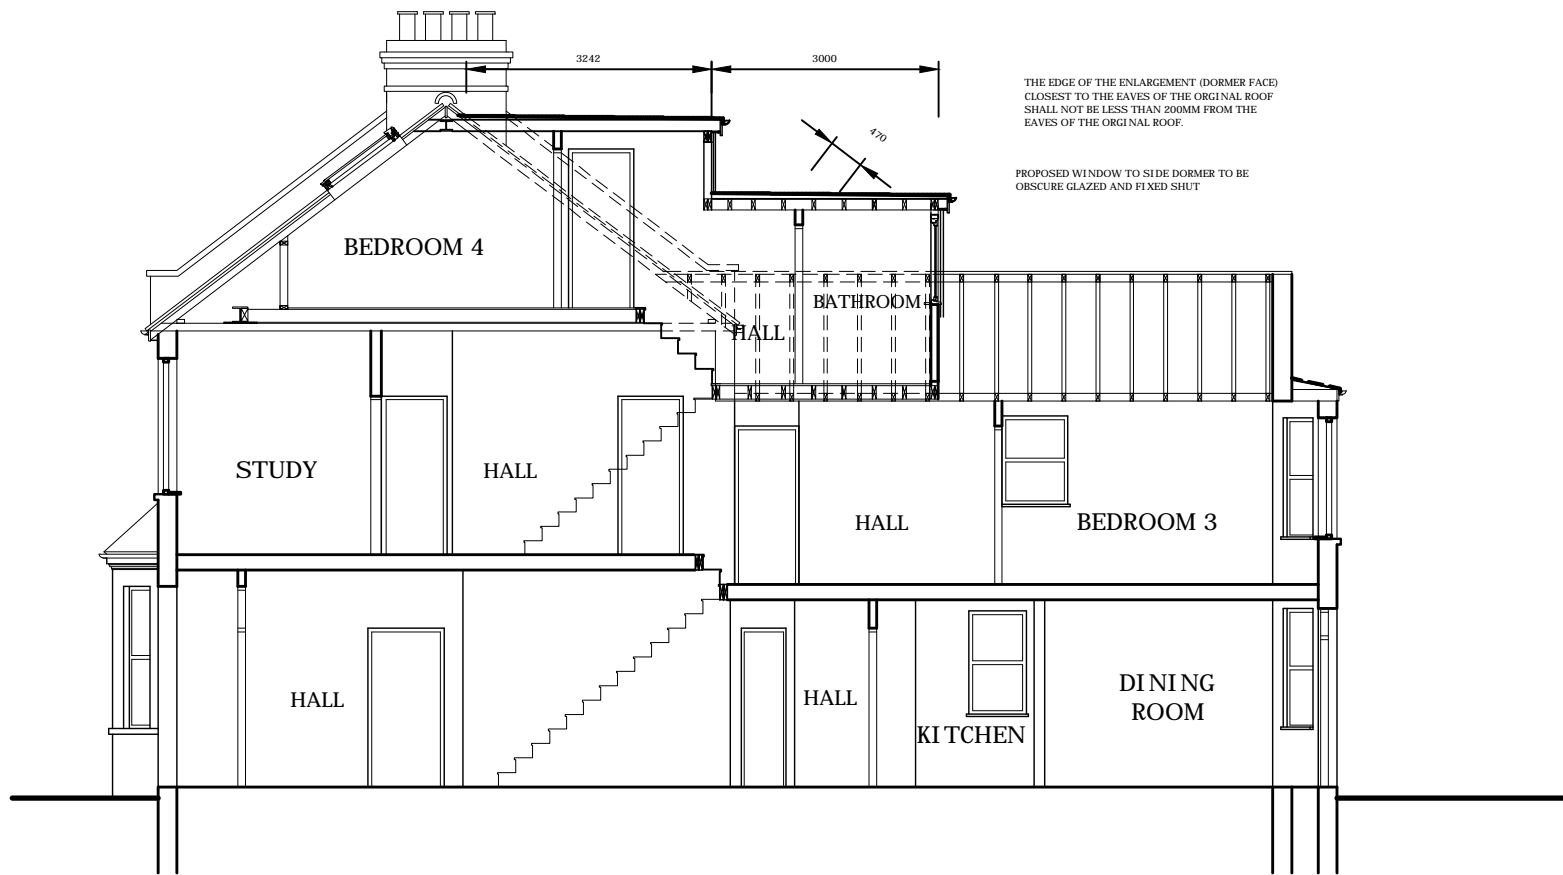 3242
3000
THE EDGE OF THE ENLARGEMENT (DORMER FACE)
CLOSEST TO THE EAVES OF THE ORGINAL ROOF
SHALL NOT BE LESS THAN 200MM FROM THE
EAVES OF THE ORGINAL ROOF.
470
PROPOSED WINDOW TO SIDE DORMER TO BE
OBSCURE GLAZED AND FIXED SHUT
BEDROOM 4
BATHROOM
HALL
STUDY
HALL
HALL
BEDROOM 3
HALL
HALL
KITCHEN
DINING
ROOM